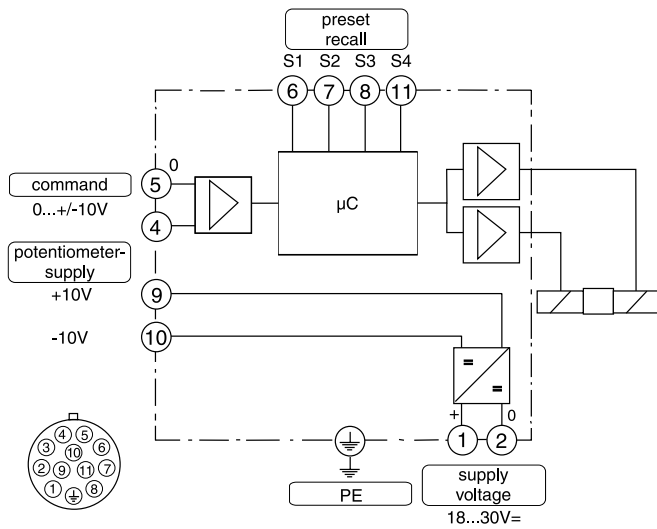 preset
recall
S1 S2 S3 S4
6 7 8 11
5 0
command
0...+/-10V
4
µC
potentiometer-
supply
+10V
9
-10V
10
=
=
+ 0
1 2
PE
supply
voltage
18...30V=
4 5
3 10 6
2 9 11 7
1 8